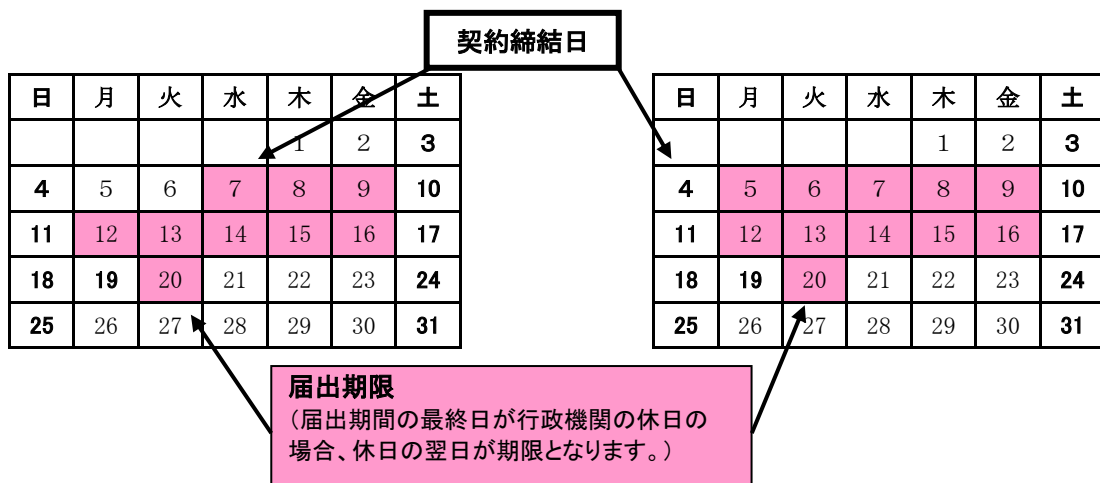 契約締結日
日 月 火 水 木 金 土
1 2 3
4 5 6 7 8 9 10
11 12 13 14 15 16 17
18 19 20 21 22 23 24
25 26 27 28 29 30 31
日 月 火 水 木 金 土
1 2 3
4 5 6 7 8 9 10
11 12 13 14 15 16 17
18 19 20 21 22 23 24
25 26 27 28 29 30 31
届出期限
（届出期間の最終日が行政機関の休日の
場合、休日の翌日が期限となります。）